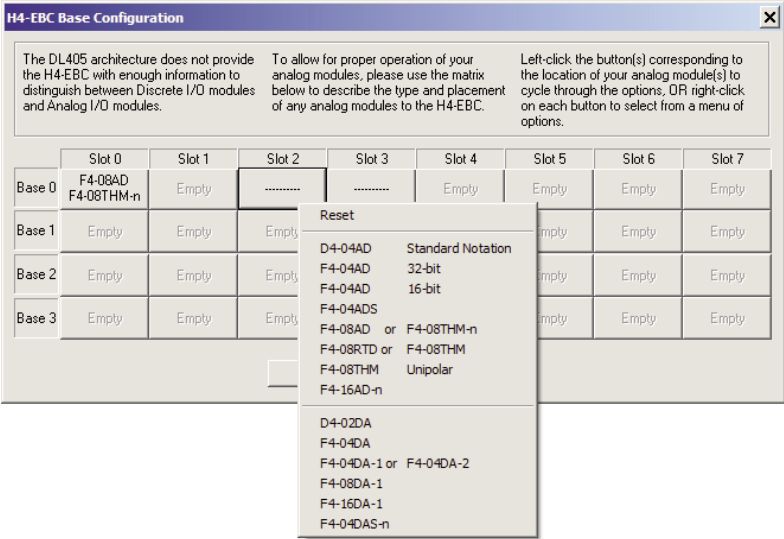 H4-EBC Base Configuration
The DL405 architecture does not provide
the H4-EBC with enough information to
distinguish between Discrete I/O modules
and Analog I/O modules.
To allow for proper operation of your
analog modules, please use the matrix
below to describe the type and placement
of any analog modules to the H4-EBC.
Left-click the button(s) corresponding to
the location of your analog module(s) to
cycle through the options, OR right-click
on each button to select from a menu of
options.
Slot 0 Slot 1 Slot 2 Slot 3 Slot 4 Slot 5 Slot 6 Slot 7
Base 0 F4-08AD Empty ---------- ---------- Empty Empty Empty
F4-08THM-n
Base 1 Empty Empty Empty Empty Empty
Base 2 Empty Empty Empty Empty Empty
Base 3 Empty Empty Empty Empty Empty
Reset
D4-04AD Standard Notation
F4-04AD 32-bit
F4-04AD 16-bit
F4-04ADS
F4-08AD or F4-08THM-n
F4-08RTD or F4-08THM
F4-08THM Unipolar
F4-16AD-n
D4-02DA
F4-04DA
F4-04DA-1 or F4-04DA-2
F4-08DA-1
F4-16DA-1
F4-04DAS-n